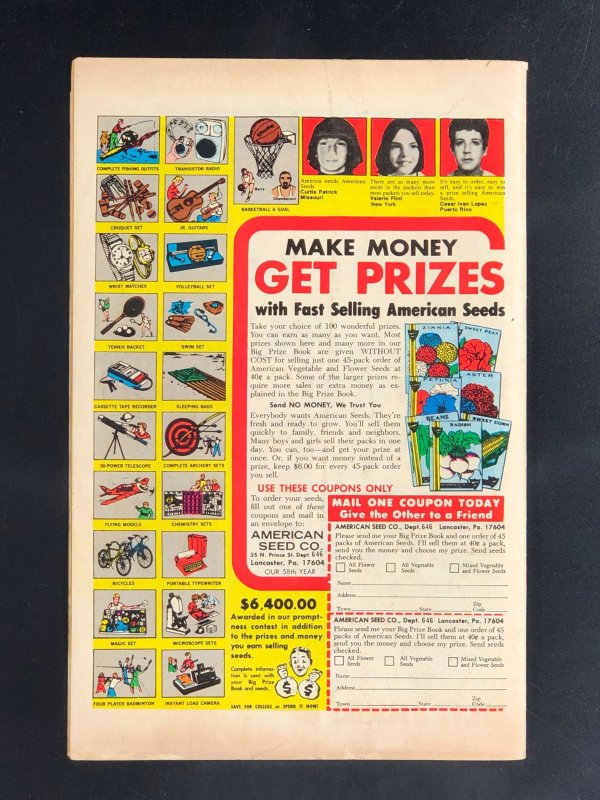 COMPLETE FISHING OUTFITS
TRANSISTOR RADIO
Barry
Chamberlain
BASKETBALL & GOAL
America needs American
Seeds
Curtis Patrick
Missouri
There are so many more
seeds in the packets than
most packets you sell today.
Valerie Flinl
New York
It's easy to order, easy to
sell, and it's easy to win
a prize selling American
Seeds.
Cesar Ivan Lopez
Puerto Rico
CROQUET SET
JR. GUITARS
WRIST WATCHES
VOLLEYBALL SET
TENNIS RACKET
SWIM SET
CASSETTE TAPE RECORDER
SLEEPING BAGS
30-POWER TELESCOPE
COMPLETE ARCHERY SETS
FLYING MODELS
CHEMISTRY SETS
BICYCLES
PORTABLE TYPEWRITER
MAGIC SET
MICROSCOPE SETS
FOUR PLAYER BADMINTON
INSTANT LOAD CAMERA
MAKE MONEY
GET PRIZES
with Fast Selling American Seeds
Take your choice of 100 wonderful prizes.
You can earn as many as you want. Most
prizes shown here and many more in our
Big Prize Book are given WITHOUT
COST for selling just one 45-pack order of
American Vegetable and Flower Seeds at
40¢ a pack. Some of the larger prizes re-
quire more sales or extra money as ex-
plained in the Big Prize Book.
Send NO MONEY, We Trust You
Everybody wants American Seeds. They're
fresh and ready to grow. You'll sell them
quickly to family, friends and neighbors.
Many boys and girls sell their packs in one
day. You can, too—and get your prize at
once. Or, if you want money instead of a
prize, keep $6.00 for every 45-pack order
you sell.
ZINNIA
SWEET PEAS
PETUNIA
ASTER
BEANS
RADISH
SWEET CORN
USE THESE COUPONS ONLY
To order your seeds,
fill out one of these
coupons and mail in
an envelope to:
AMERICAN
SEED CO.
35 N. Prince St. Dept. 646
Lancaster, Pa. 17604
OUR 58th YEAR
$6,400.00
Awarded in our prompt-
ness contest in addition
to the prizes and money
you earn selling
seeds.
Complete informa-
tion is sent with
your Big Prize
Book and seeds.
$ $
SAVE FOR COLLEGE or SPEND IT NOW!
MAIL ONE COUPON TODAY
Give the Other to a Friend
AMERICAN SEED CO., Dept. 646 Lancaster, Pa. 17604
Please send me your Big Prize Book and one order of 45
packs of American Seeds. I'll sell them at 40¢ a pack,
send you the money and choose my prize. Send seeds
checked.
All Flower
Seeds
All Vegetable
Seeds
Mixed Vegetable
and Flower Seeds
Name
Address
Town State Zip Code
AMERICAN SEED CO., Dept. 646 Lancaster, Pa. 17604
Please send me your Big Prize Book and one order of 45
packs of American Seeds. I'll sell them at 40¢ a pack,
send you the money and choose my prize. Send seeds
checked.
All Flower
Seeds
All Vegetable
Seeds
Mixed Vegetable
and Flower Seeds
Name
Address
Town State Zip Code